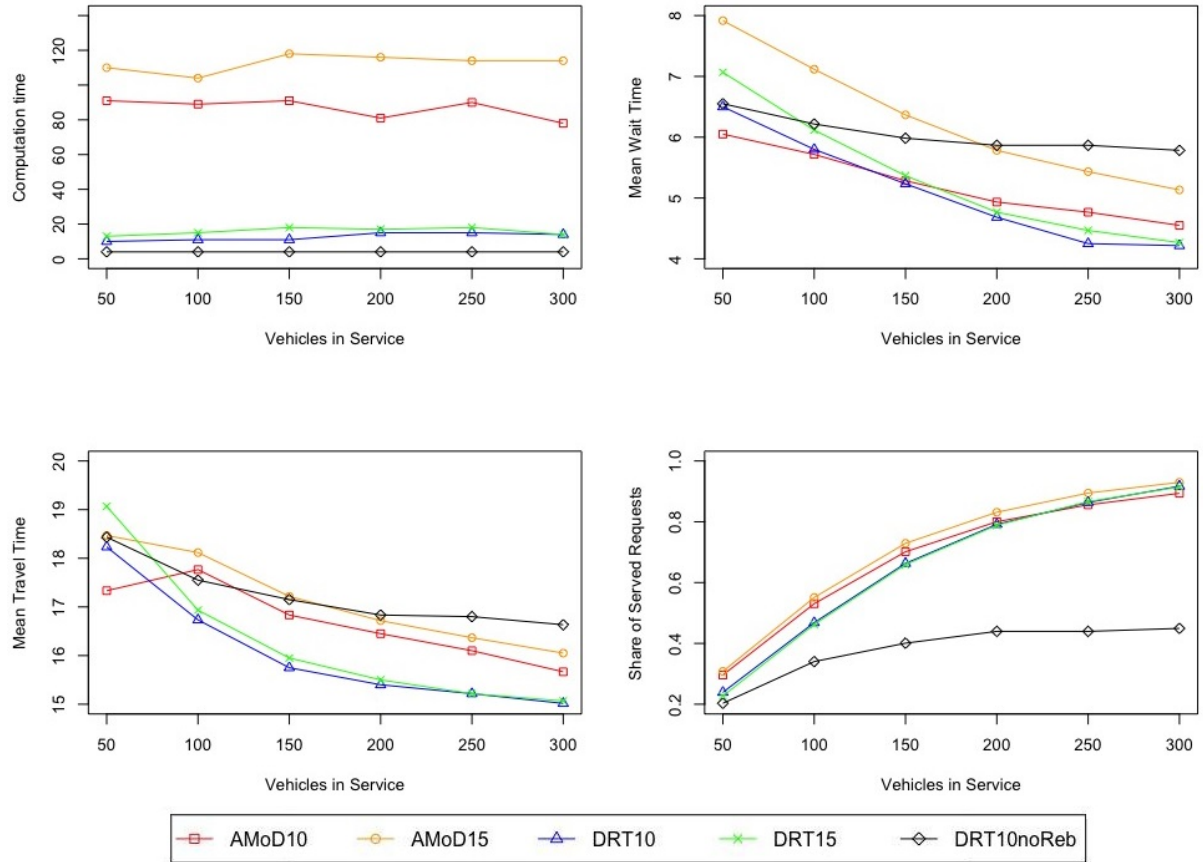 Computation time
0 20 40 60 80 120
50 100 150 200 250 300
Vehicles in Service
Mean Wait Time
4 5 6 7 8
50 100 150 200 250 300
Vehicles in Service
Mean Travel Time
15 16 17 18 19 20
50 100 150 200 250 300
Vehicles in Service
Share of Served Requests
0.2 0.4 0.6 0.8 1.0
50 100 150 200 250 300
Vehicles in Service
AMoD10 AMoD15 DRT10 DRT15 DRT10noReb